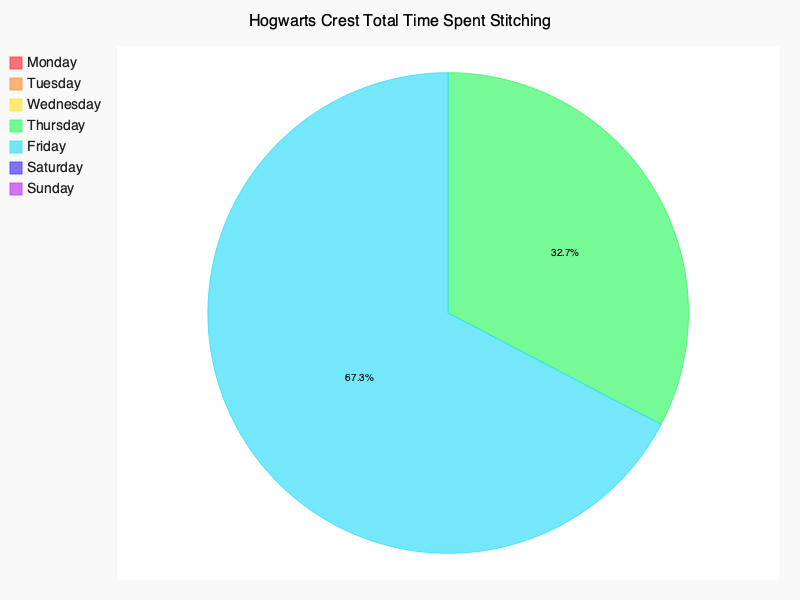 Hogwarts Crest Total Time Spent Stitching
Monday
Tuesday
Wednesday
Thursday
Friday
Saturday
Sunday
32.7%
67.3%